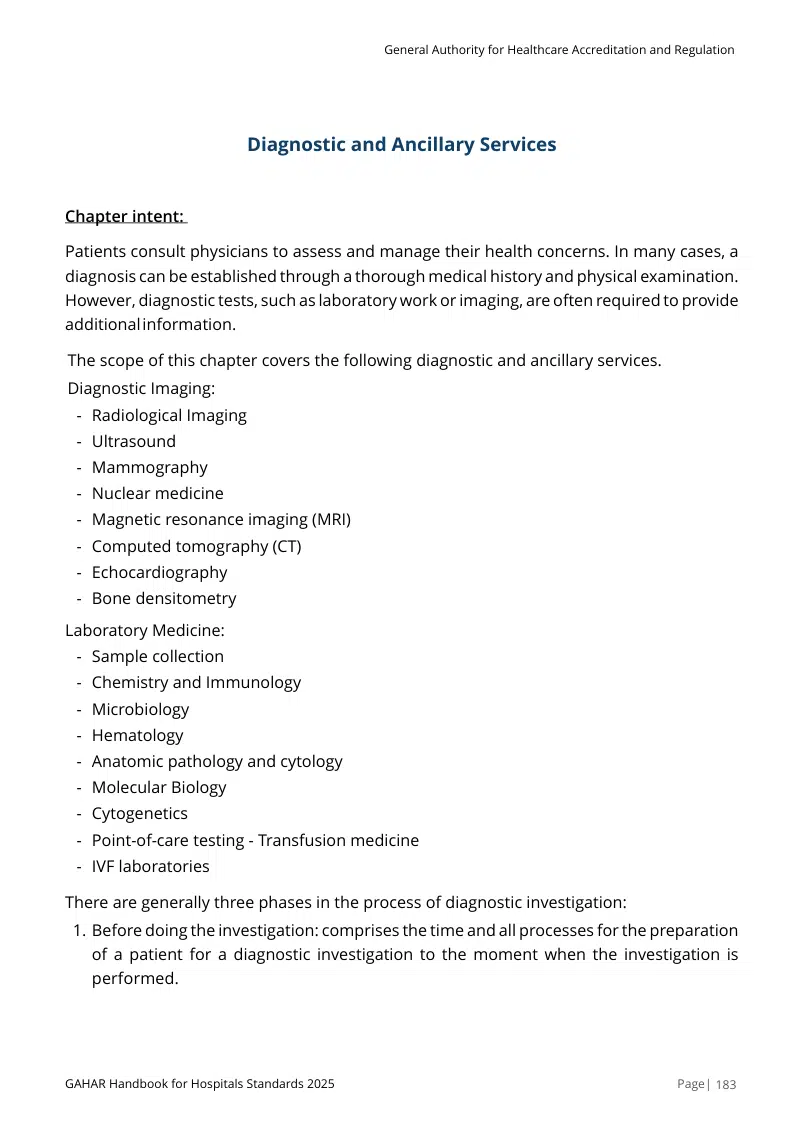 General Authority for Healthcare Accreditation and Regulation
Diagnostic and Ancillary Services
Chapter intent:
Patients consult physicians to assess and manage their health concerns. In many cases, a
diagnosis can be established through a thorough medical history and physical examination.
However, diagnostic tests, such as laboratory work or imaging, are often required to provide
additional information.
The scope of this chapter covers the following diagnostic and ancillary services.
Diagnostic Imaging:
- Radiological Imaging
- Ultrasound
- Mammography
- Nuclear medicine
- Magnetic resonance imaging (MRI)
- Computed tomography (CT)
- Echocardiography
- Bone densitometry
Laboratory Medicine:
- Sample collection
- Chemistry and Immunology
- Microbiology
- Hematology
- Anatomic pathology and cytology
- Molecular Biology
- Cytogenetics
- Point-of-care testing - Transfusion medicine
- IVF laboratories
There are generally three phases in the process of diagnostic investigation:
1. Before doing the investigation: comprises the time and all processes for the preparation
of a patient for a diagnostic investigation to the moment when the investigation is
performed.
GAHAR Handbook for Hospitals Standards 2025 Page| 183